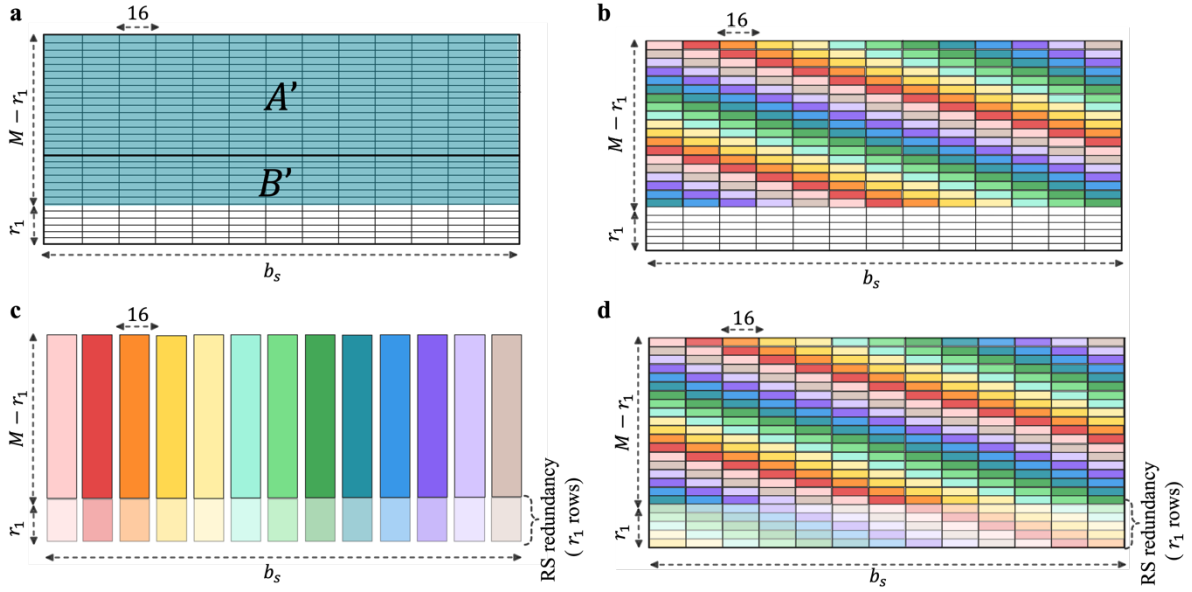 a
16
A'
B'
M − r₁
r₁
bₛ
b
16
M − r₁
r₁
bₛ
c
16
M − r₁
r₁
bₛ
RS redundancy
( r₁ rows)
d
16
M − r₁
r₁
bₛ
RS redundancy
( r₁ rows)